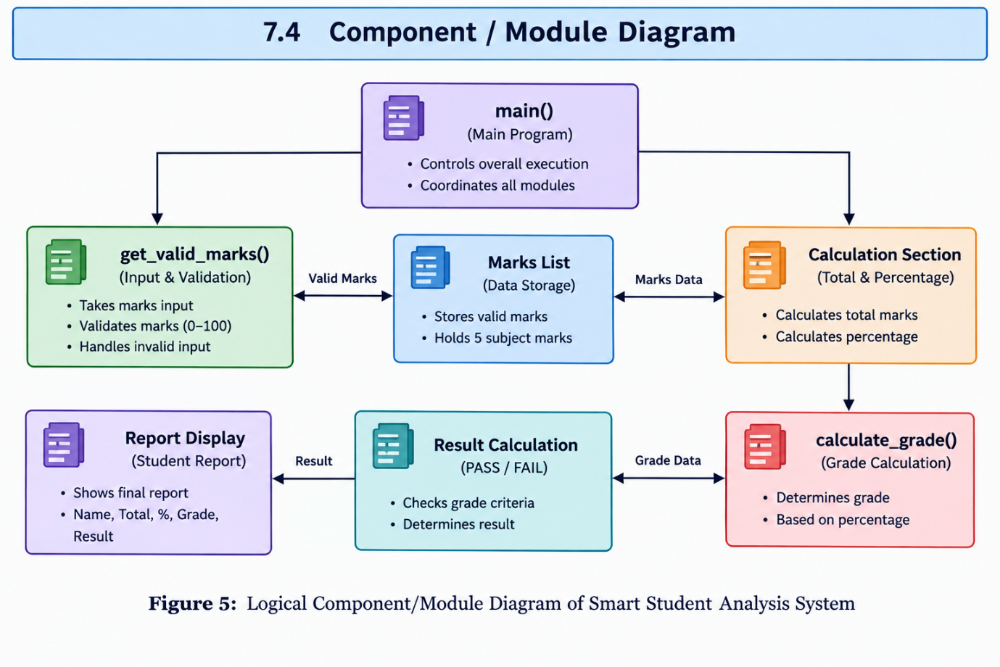 7.4 Component / Module Diagram
main()
(Main Program)
• Controls overall execution
• Coordinates all modules
get_valid_marks()
(Input & Validation)
• Takes marks input
• Validates marks (0–100)
• Handles invalid input
Valid Marks
Marks List
(Data Storage)
• Stores valid marks
• Holds 5 subject marks
Marks Data
Calculation Section
(Total & Percentage)
• Calculates total marks
• Calculates percentage
Report Display
(Student Report)
• Shows final report
• Name, Total, %, Grade,
Result
Result
Result Calculation
(PASS / FAIL)
• Checks grade criteria
• Determines result
Grade Data
calculate_grade()
(Grade Calculation)
• Determines grade
• Based on percentage
Figure 5: Logical Component/Module Diagram of Smart Student Analysis System